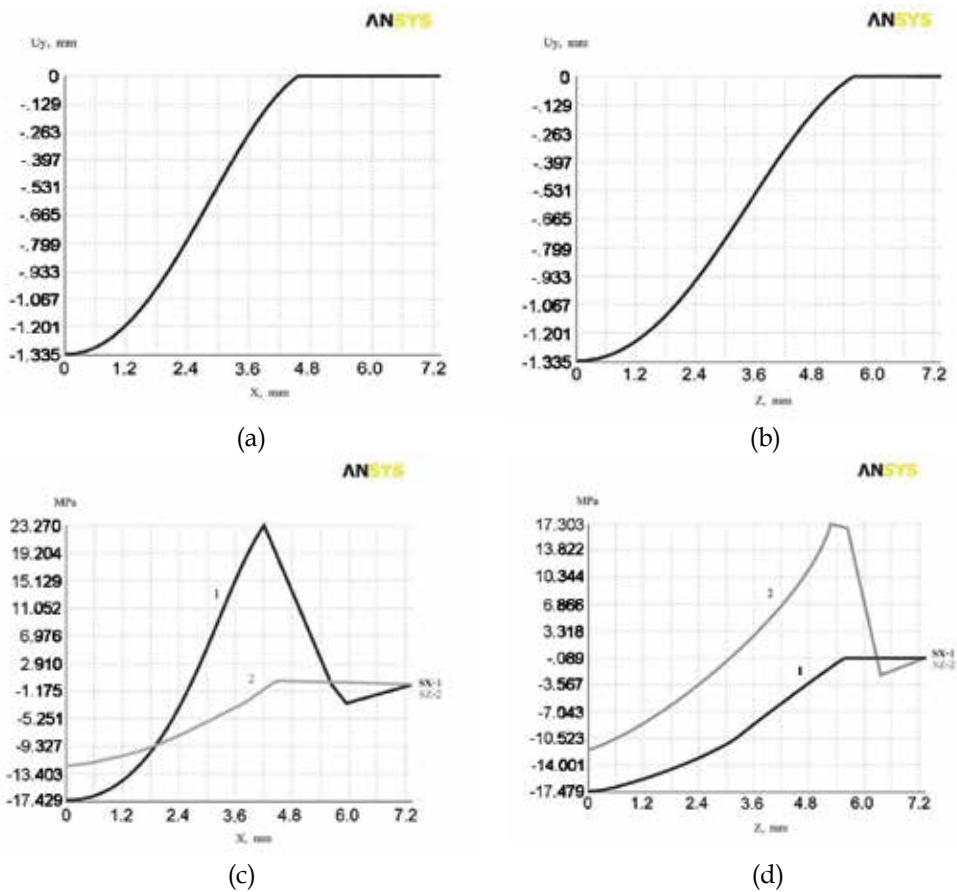 ANSYS
Uy, mm
0
-.129
-.263
-.397
-.531
-.665
-.799
-.933
-1.067
-1.201
-1.335
0 1.2 2.4 3.6 4.8 6.0 7.2
X, mm
(a)
ANSYS
Uy, mm
0
-.129
-.263
-.397
-.531
-.665
-.799
-.933
-1.067
-1.201
-1.335
0 1.2 2.4 3.6 4.8 6.0 7.2
Z, mm
(b)
ANSYS
MPa
23.270
19.204
15.129
11.052
6.976
2.910
-1.175
-5.251
-9.327
-13.403
-17.429
1
2
SX-1
SZ-2
0 1.2 2.4 3.6 4.8 6.0 7.2
X, mm
(c)
ANSYS
MPa
17.303
13.822
10.344
6.866
3.318
-.089
-3.567
-7.043
-10.523
-14.001
-17.479
2
1
SX-1
SZ-2
0 1.2 2.4 3.6 4.8 6.0 7.2
Z, mm
(d)